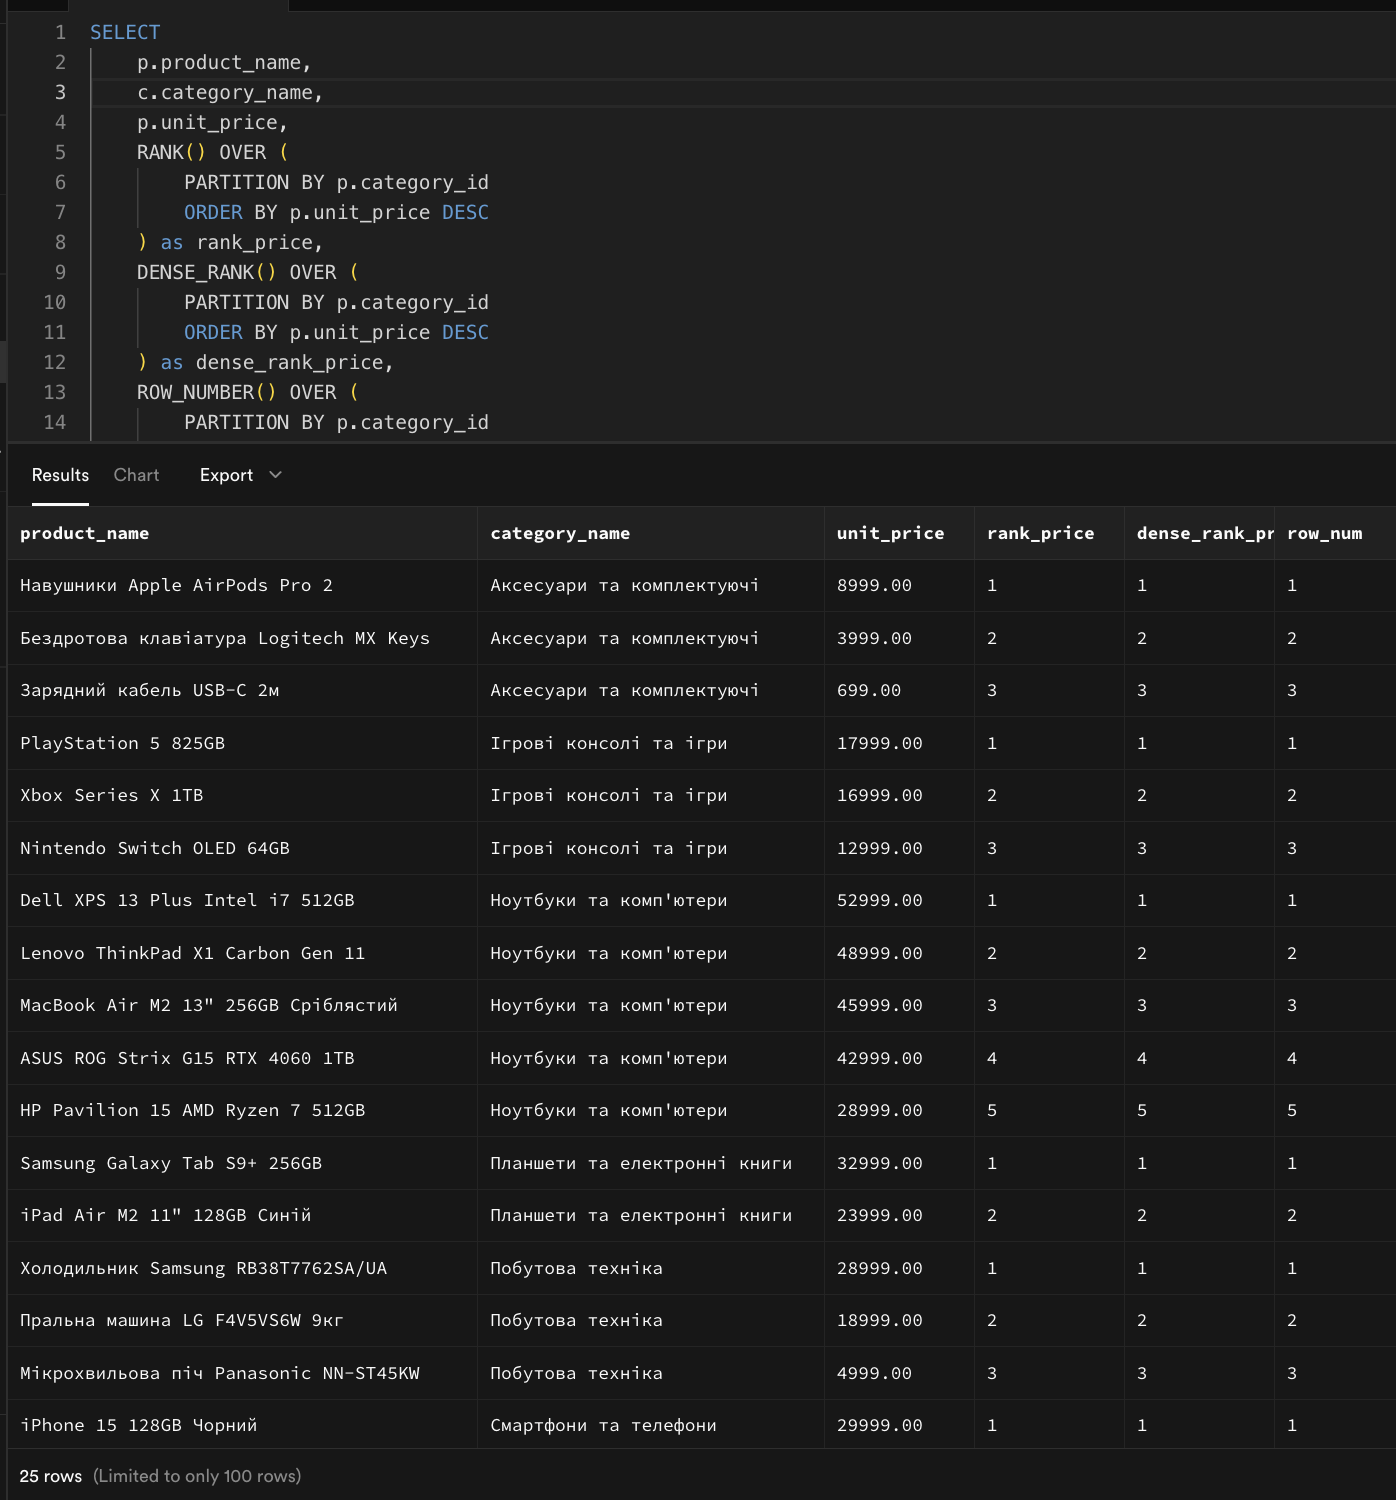 1 SELECT
2 p.product_name,
3 c.category_name,
4 p.unit_price,
5 RANK() OVER (
6 PARTITION BY p.category_id
7 ORDER BY p.unit_price DESC
8 ) as rank_price,
9 DENSE_RANK() OVER (
10 PARTITION BY p.category_id
11 ORDER BY p.unit_price DESC
12 ) as dense_rank_price,
13 ROW_NUMBER() OVER (
14 PARTITION BY p.category_id
Results Chart Export
product_name category_name unit_price rank_price dense_rank_pr row_num
Навушники Apple AirPods Pro 2 Аксесуари та комплектуючі 8999.00 1 1 1
Бездротова клавіатура Logitech MX Keys Аксесуари та комплектуючі 3999.00 2 2 2
Зарядний кабель USB-C 2м Аксесуари та комплектуючі 699.00 3 3 3
PlayStation 5 825GB Ігрові консолі та ігри 17999.00 1 1 1
Xbox Series X 1TB Ігрові консолі та ігри 16999.00 2 2 2
Nintendo Switch OLED 64GB Ігрові консолі та ігри 12999.00 3 3 3
Dell XPS 13 Plus Intel i7 512GB Ноутбуки та комп'ютери 52999.00 1 1 1
Lenovo ThinkPad X1 Carbon Gen 11 Ноутбуки та комп'ютери 48999.00 2 2 2
MacBook Air M2 13" 256GB Сріблястий Ноутбуки та комп'ютери 45999.00 3 3 3
ASUS ROG Strix G15 RTX 4060 1TB Ноутбуки та комп'ютери 42999.00 4 4 4
HP Pavilion 15 AMD Ryzen 7 512GB Ноутбуки та комп'ютери 28999.00 5 5 5
Samsung Galaxy Tab S9+ 256GB Планшети та електронні книги 32999.00 1 1 1
iPad Air M2 11" 128GB Синій Планшети та електронні книги 23999.00 2 2 2
Холодильник Samsung RB38T7762SA/UA Побутова техніка 28999.00 1 1 1
Пральна машина LG F4V5VS6W 9кг Побутова техніка 18999.00 2 2 2
Мікрохвильова піч Panasonic NN-ST45KW Побутова техніка 4999.00 3 3 3
iPhone 15 128GB Чорний Смартфони та телефони 29999.00 1 1 1
25 rows (Limited to only 100 rows)